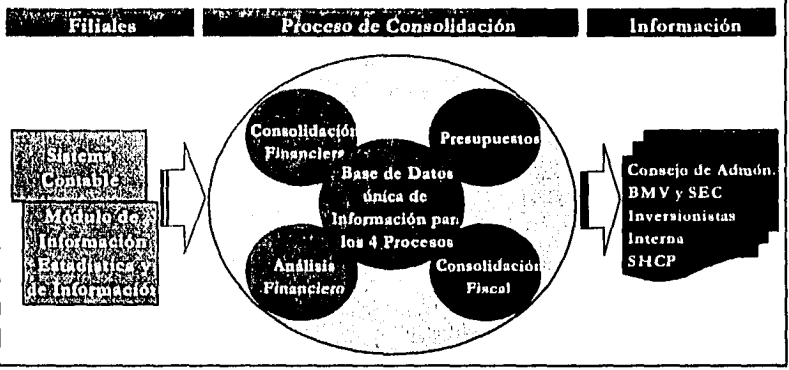 Filiales
Proceso de Consolidación
Información
Sistema
Contable
Módulo de
Información
Estadística y
de Información
Consolidación
Financiera
Presupuestos
Base de Datos
única de
Información para
los 4 Procesos
Análisis
Financiero
Consolidación
Fiscal
Consejo de Admón.
BMV y SEC
Inversionistas
Interna
SHCP